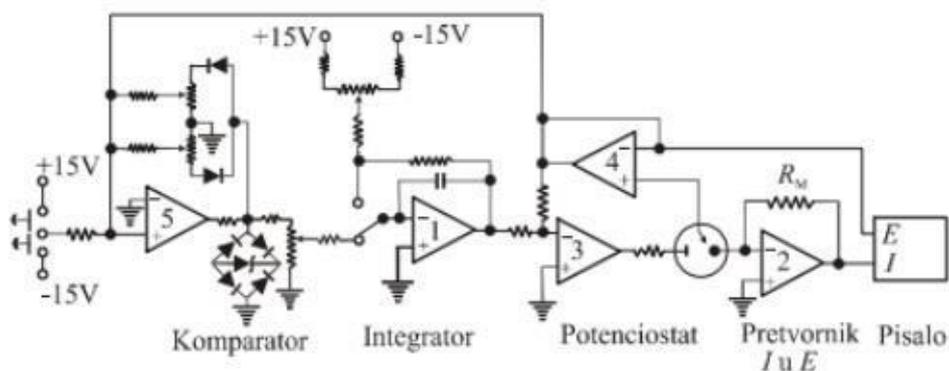 +15V
-15V
+15V
-15V
5
1
4
3
2
R_M
E
I
Komparator
Integrator
Potenciostat
Pretvornik
I u E
Pisalo